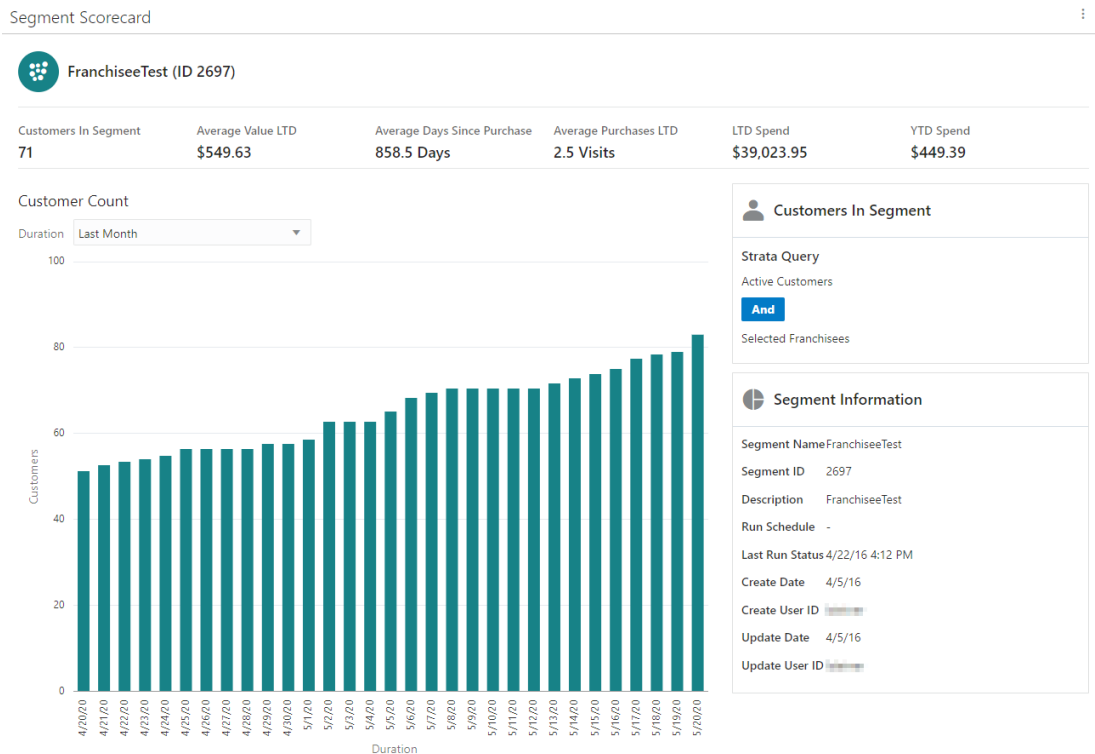 Segment Scorecard
FranchiseeTest (ID 2697)
Customers In Segment
71
Average Value LTD
$549.63
Average Days Since Purchase
858.5 Days
Average Purchases LTD
2.5 Visits
LTD Spend
$39,023.95
YTD Spend
$449.39
Customer Count
Duration Last Month
100
80
60
40
20
0
Customers
4/20/20
4/21/20
4/22/20
4/23/20
4/24/20
4/25/20
4/26/20
4/27/20
4/28/20
4/29/20
4/30/20
5/1/20
5/2/20
5/3/20
5/4/20
5/5/20
5/6/20
5/7/20
5/8/20
5/9/20
5/10/20
5/11/20
5/12/20
5/13/20
5/14/20
5/15/20
5/16/20
5/17/20
5/18/20
5/19/20
5/20/20
Duration
Customers In Segment
Strata Query
Active Customers
And
Selected Franchisees
Segment Information
Segment Name FranchiseeTest
Segment ID 2697
Description FranchiseeTest
Run Schedule -
Last Run Status 4/22/16 4:12 PM
Create Date 4/5/16
Create User ID
Update Date 4/5/16
Update User ID